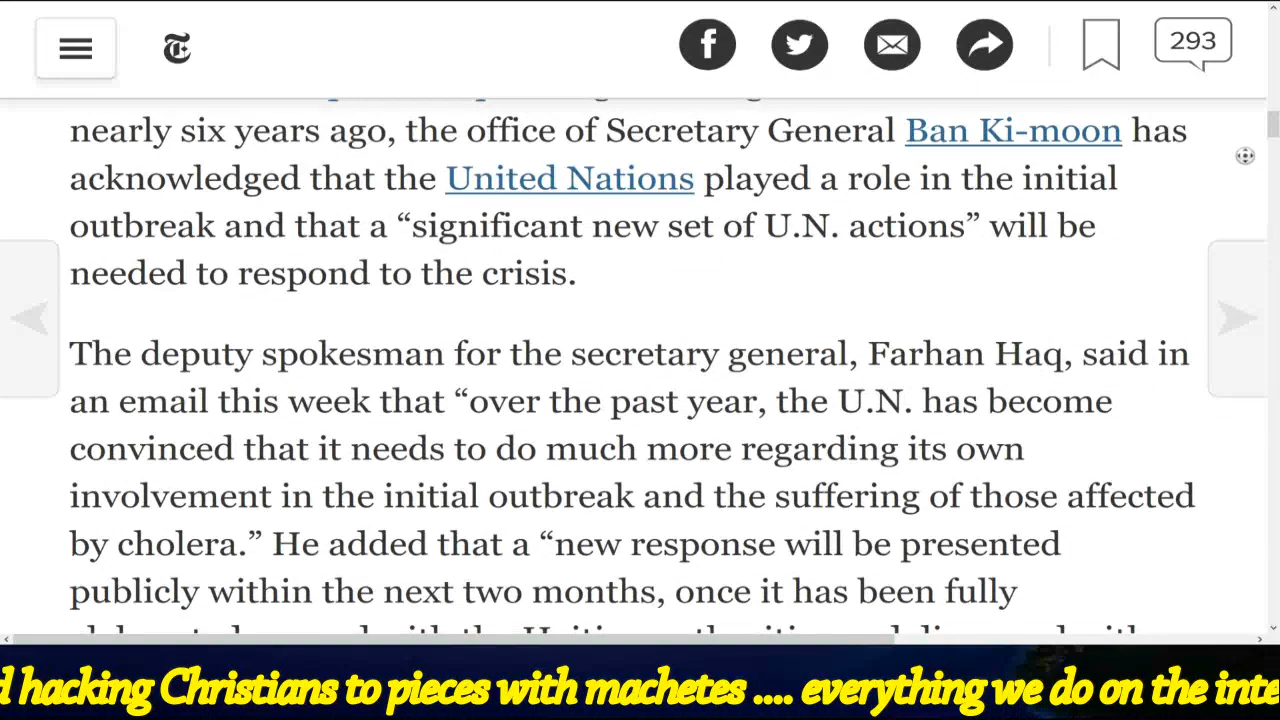 293
nearly six years ago, the office of Secretary General Ban Ki-moon has
acknowledged that the United Nations played a role in the initial
outbreak and that a “significant new set of U.N. actions” will be
needed to respond to the crisis.
The deputy spokesman for the secretary general, Farhan Haq, said in
an email this week that “over the past year, the U.N. has become
convinced that it needs to do much more regarding its own
involvement in the initial outbreak and the suffering of those affected
by cholera.” He added that a “new response will be presented
publicly within the next two months, once it has been fully
hacking Christians to pieces with machetes .... everything we do on the